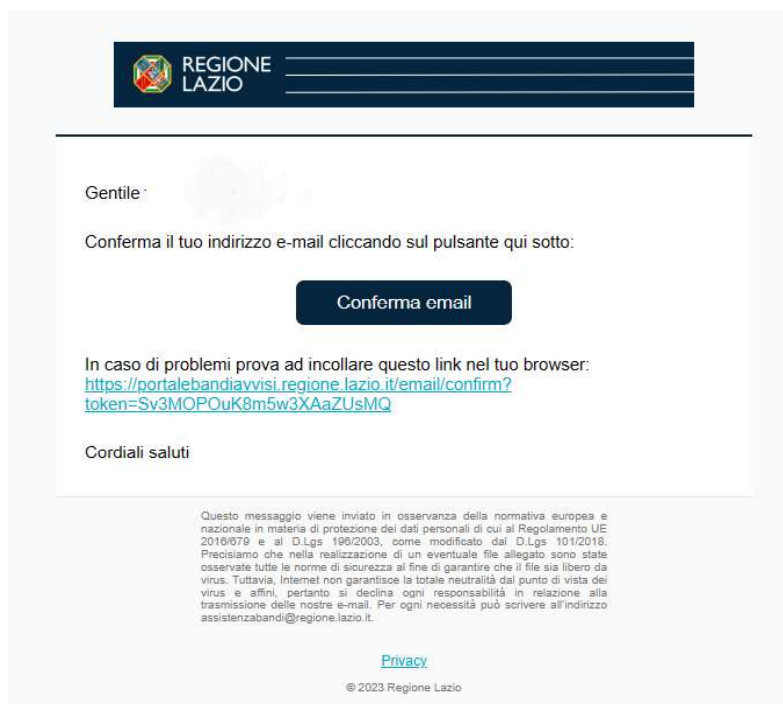 REGIONE
LAZIO
Gentile
Conferma il tuo indirizzo e-mail cliccando sul pulsante qui sotto:
Conferma email
In caso di problemi prova ad incollare questo link nel tuo browser:
https://portalebandiavvisi.regione.lazio.it/email/confirm?
token=Sv3MOPOuK8m5w3XAaZUsMQ
Cordiali saluti
Questo messaggio viene inviato in osservanza della normativa europea e
nazionale in materia di protezione dei dati personali di cui al Regolamento UE
2016/679 e al D.Lgs 196/2003, come modificato dal D.Lgs 101/2018.
Precisiamo che nella realizzazione di un eventuale file allegato sono state
osservate tutte le norme di sicurezza al fine di garantire che il file sia libero da
virus. Tuttavia, Internet non garantisce la totale neutralità dal punto di vista dei
virus e affini, pertanto si declina ogni responsabilità in relazione alla
trasmissione delle nostre e-mail. Per ogni necessità può scrivere all'indirizzo
assistenzabandi@regione.lazio.it.
Privacy
© 2023 Regione Lazio